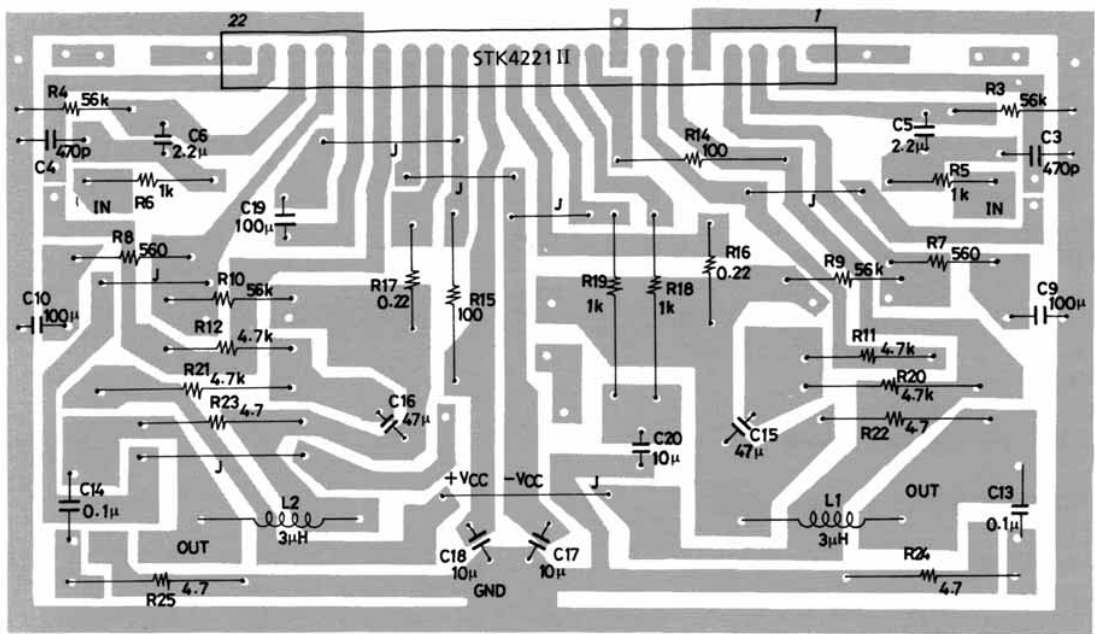 22
1
STK4221 II
R4
56k
C6
2.2µ
470p
C4
R6
1k
IN
J
J
C19
100µ
R14
100
J
J
R3
56k
C5
2.2µ
C3
470p
R5
1k
IN
R8
560
J
R10
56k
C10
100µ
R12
4.7k
R17
0.22
R15
100
R19
1k
R18
1k
R16
0.22
R9
56k
R7
560
C9
100µ
R11
4.7k
R21
4.7k
R20
4.7k
R23
4.7
C16
47µ
C15
47µ
R22
4.7
J
C20
10µ
+VCC
-VCC
J
C14
0.1µ
L2
3µH
OUT
L1
3µH
OUT
C13
0.1µ
C18
10µ
C17
10µ
GND
R25
4.7
R24
4.7